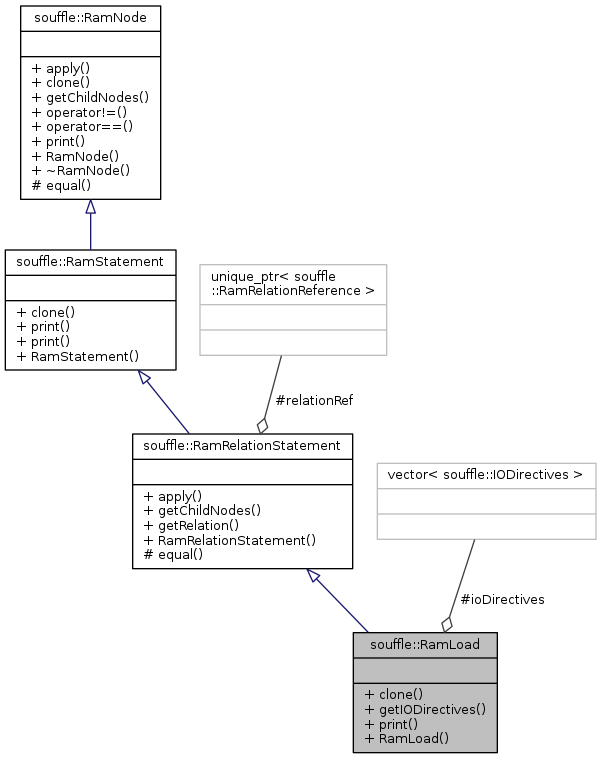 souffle::RamNode
+ apply()
+ clone()
+ getChildNodes()
+ operator!=()
+ operator==()
+ print()
+ RamNode()
+ ~RamNode()
# equal()
souffle::RamStatement
+ clone()
+ print()
+ print()
+ RamStatement()
unique_ptr< souffle
::RamRelationReference >
#relationRef
souffle::RamRelationStatement
+ apply()
+ getChildNodes()
+ getRelation()
+ RamRelationStatement()
# equal()
vector< souffle::IODirectives >
#ioDirectives
souffle::RamLoad
+ clone()
+ getIODirectives()
+ print()
+ RamLoad()